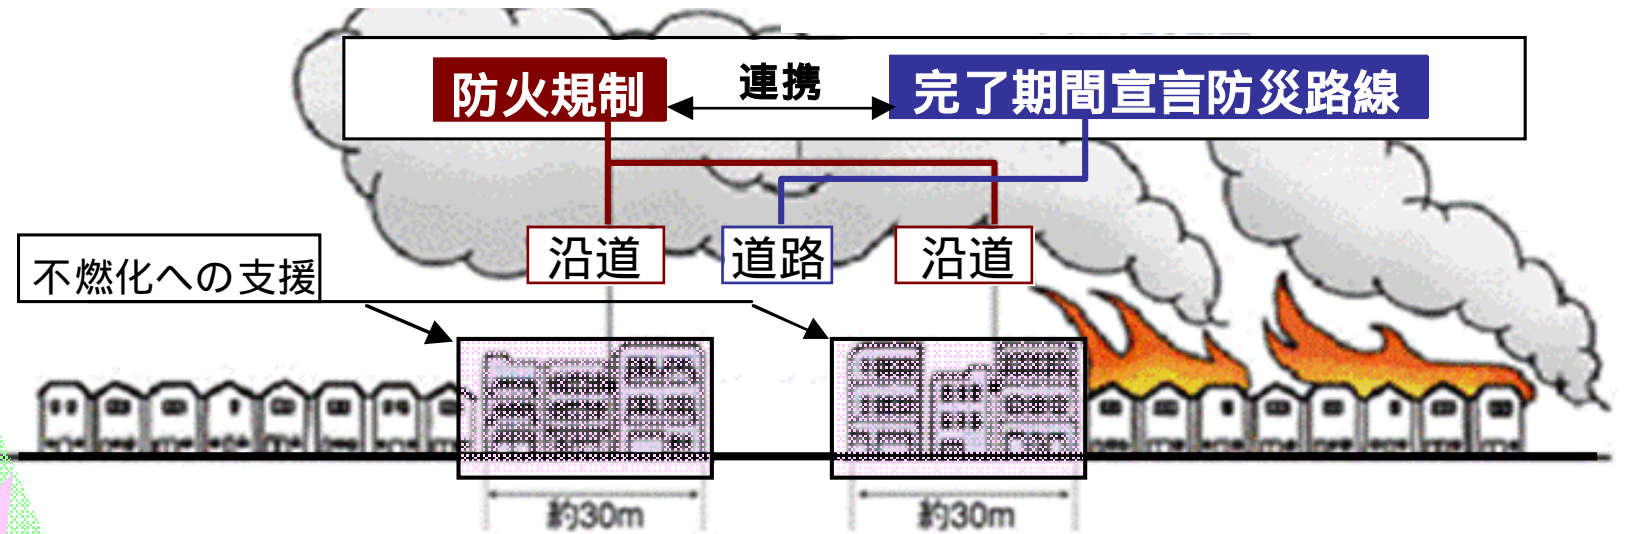 防火規制
連携
完了期間宣言防災路線
沿道
道路
沿道
不燃化への支援
約30m
約30m